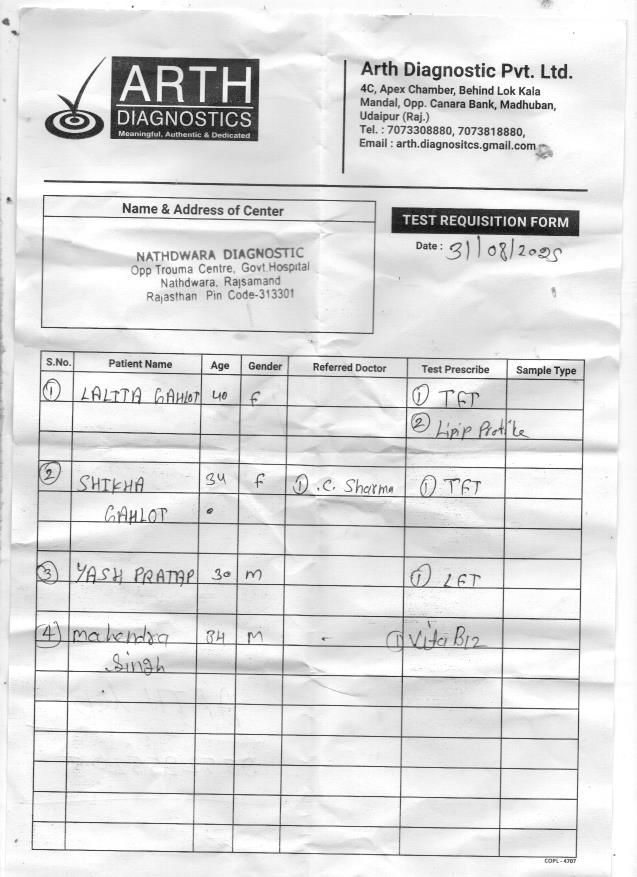 ARTH
DIAGNOSTICS
Meaningful, Authentic & Dedicated
Arth Diagnostic Pvt. Ltd.
4C, Apex Chamber, Behind Lok Kala
Mandal, Opp. Canara Bank, Madhuban,
Udaipur (Raj.)
Tel. : 7073308880, 7073818880,
Email : arth.diagnositcs.gmail.com
Name & Address of Center
NATHDWARA DIAGNOSTIC
Opp Trouma Centre, Govt.Hospital
Nathdwara, Rajsamand
Rajasthan Pin Code-313301
TEST REQUISITION FORM
Date : 31/08/2025
S.No. Patient Name Age Gender Referred Doctor Test Prescribe Sample Type
① LALITA GAHLOT 40 F ① TFT
② Lipip Profile
② SHIKHA 34 F ① .C. Sharma ① TFT
GAHLOT
③ YASH PRATAP 30 M ① LFT
④ Mahendra 34 M - ① Vita B12
Singh
COPL - 4707